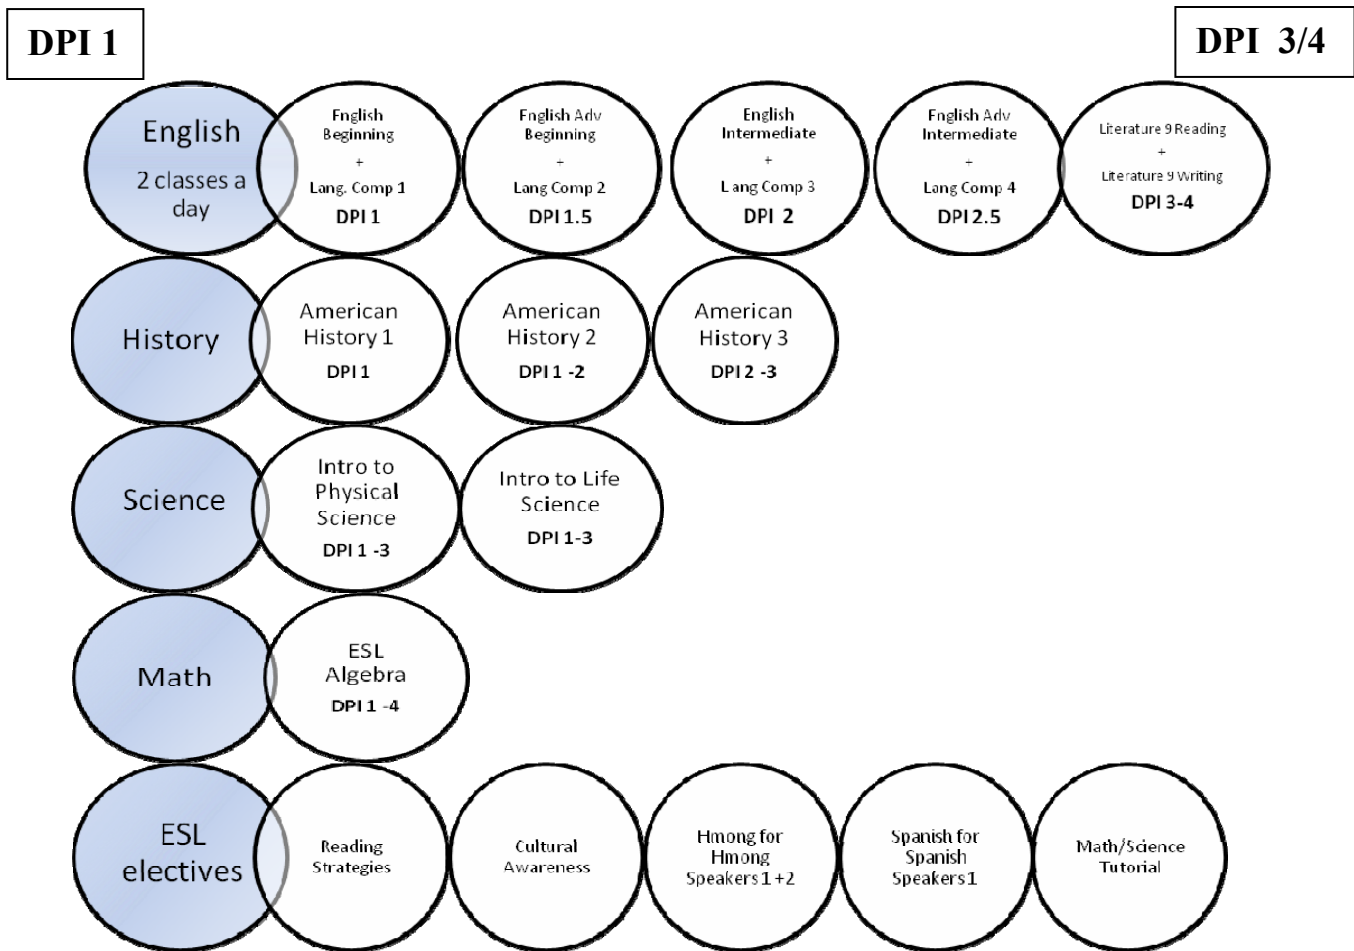 DPI 1
DPI 3/4
English
2 classes a
day
English
Beginning
+
Lang. Comp 1
DPI 1
English Adv
Beginning
+
Lang Comp 2
DPI 1.5
English
Intermediate
+
Lang Comp 3
DPI 2
English Adv
Intermediate
+
Lang Comp 4
DPI 2.5
Literature 9 Reading
+
Literature 9 Writing
DPI 3-4
History
American
History 1
DPI 1
American
History 2
DPI 1 -2
American
History 3
DPI 2 -3
Science
Intro to
Physical
Science
DPI 1 -3
Intro to Life
Science
DPI 1-3
Math
ESL
Algebra
DPI 1 -4
ESL
electives
Reading
Strategies
Cultural
Awareness
Hmong for
Hmong
Speakers 1 +2
Spanish for
Spanish
Speakers 1
Math/Science
Tutorial